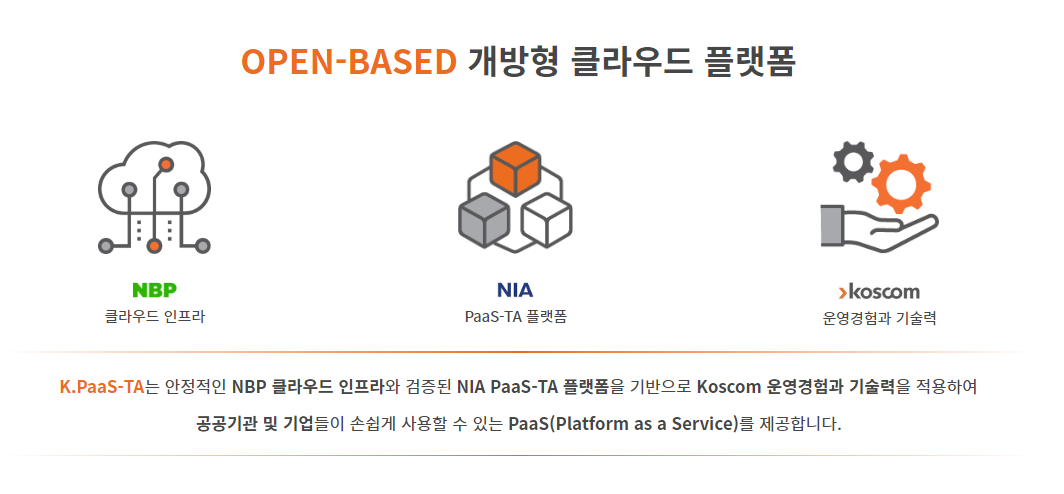 OPEN-BASED 개방형 클라우드 플랫폼
NBP
클라우드 인프라
NIA
PaaS-TA 플랫폼
koscom
운영경험과 기술력
K.PaaS-TA는 안정적인 NBP 클라우드 인프라와 검증된 NIA PaaS-TA 플랫폼을 기반으로 Koscom 운영경험과 기술력을 적용하여
공공기관 및 기업들이 손쉽게 사용할 수 있는 PaaS(Platform as a Service)를 제공합니다.